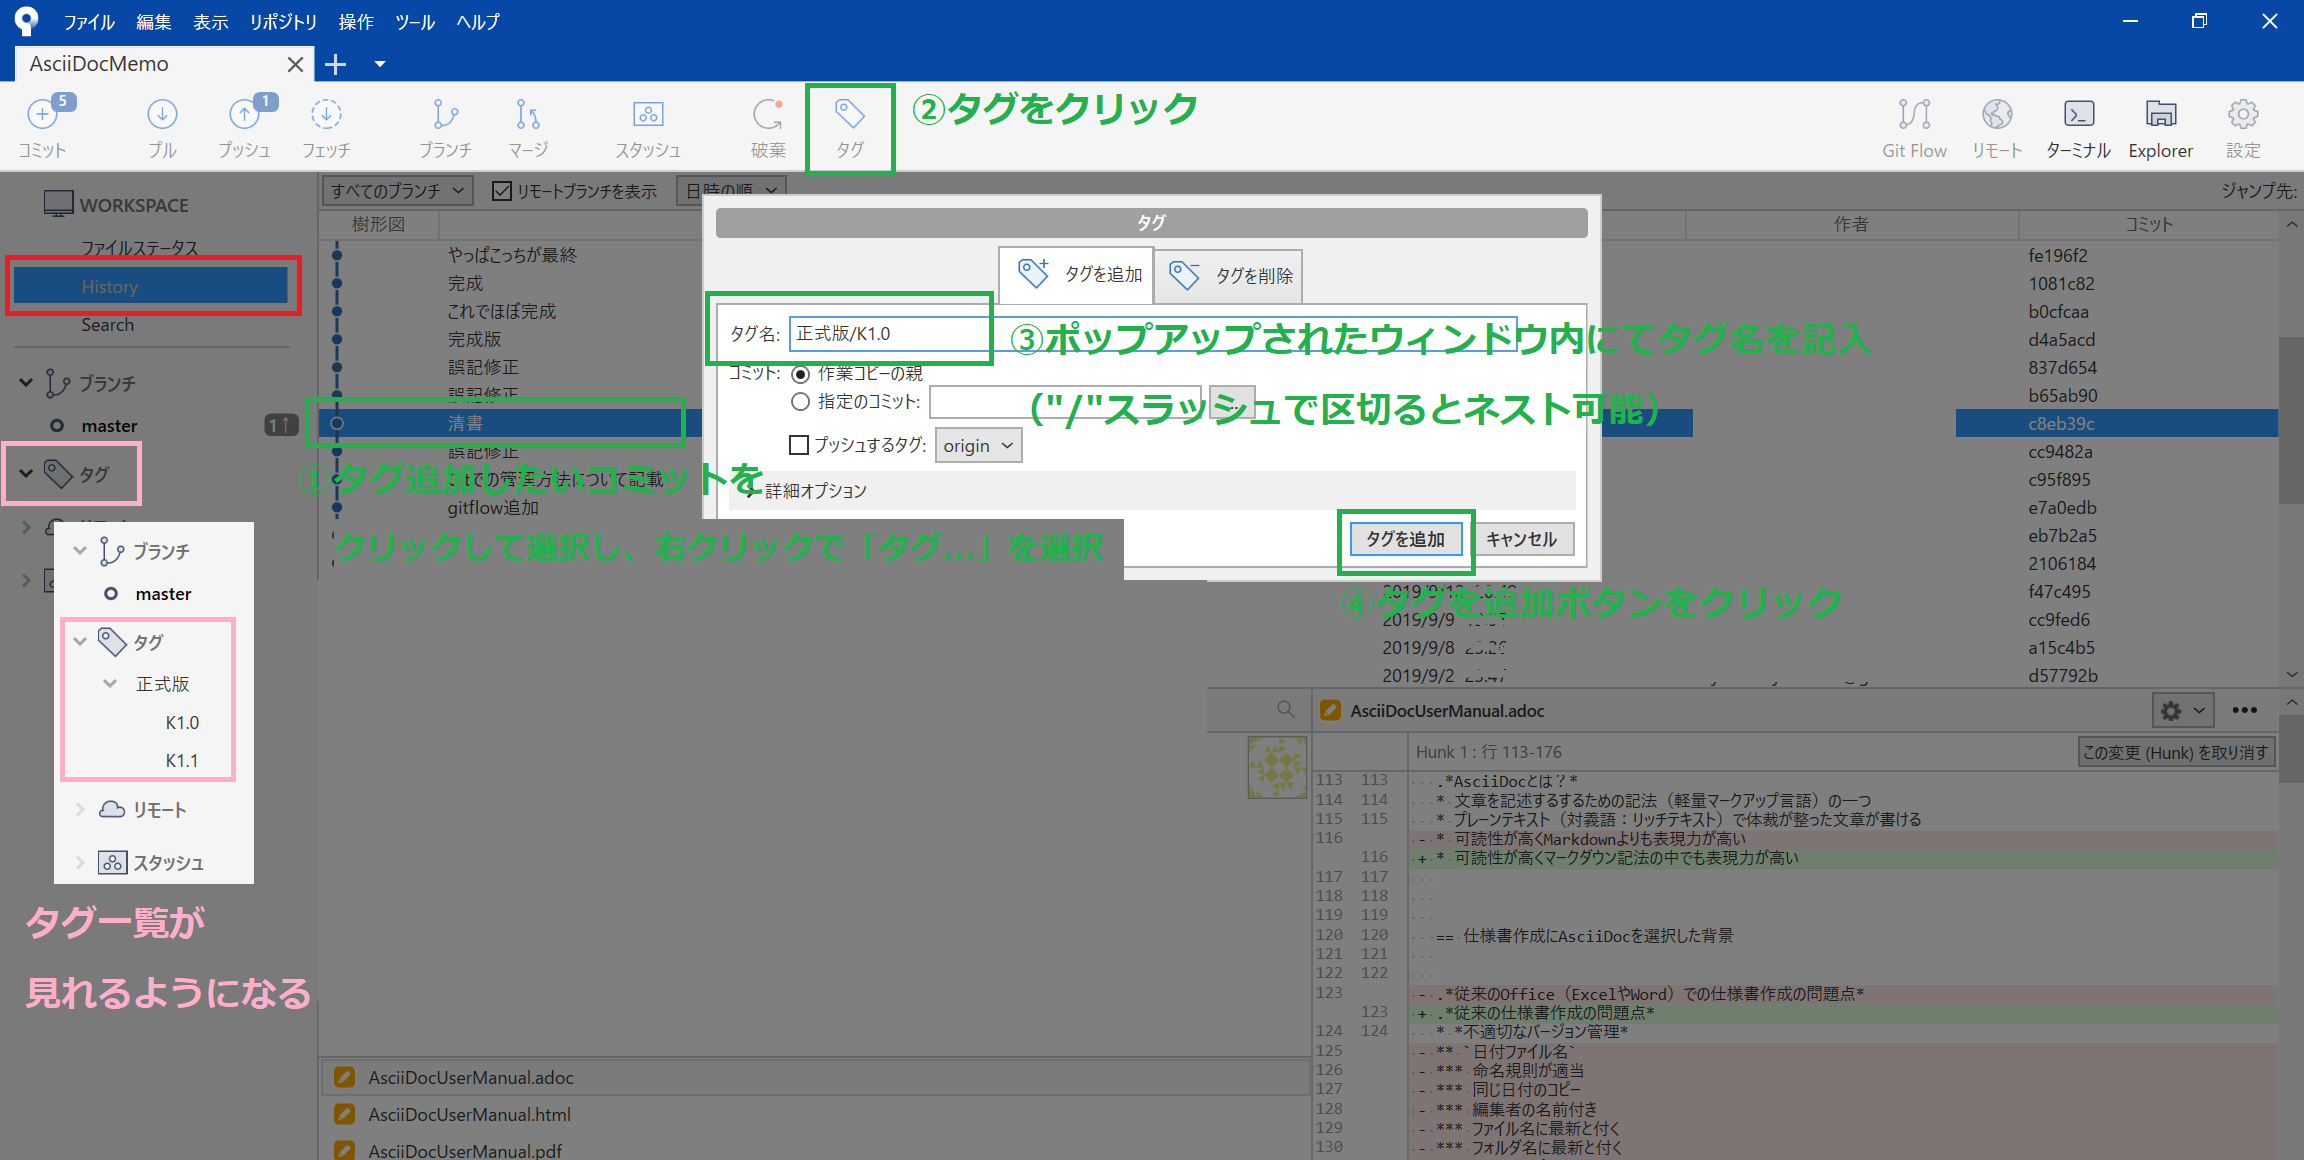 ファイル 編集 表示 リポジトリ 操作 ツール ヘルプ
AsciiDocMemo
5
1
コミット プル プッシュ フェッチ ブランチ マージ スタッシュ 破棄 タグ
②タグをクリック
Git Flow リモート ターミナル Explorer 設定
すべてのブランチ リモートブランチを表示 日時の順
ジャンプ先:
WORKSPACE
ファイルステータス
History
Search
ブランチ
master
1↑
タグ
樹形図
作者
コミット
やっぱこっちが最終
完成
これでほぼ完成
完成版
誤記修正
誤記修正
清書
誤記修正
での管理方法について記載
gitflow追加
①タグ追加したいコミットを
クリックして選択し、右クリックで「タグ...」を選択
タグ
タグを追加 タグを削除
タグ名: 正式版/K1.0
③ポップアップされたウィンドウ内にてタグ名を記入
コミット: 作業コピーの親
指定のコミット:
("/"スラッシュで区切るとネスト可能)
プッシュするタグ: origin
詳細オプション
タグを追加 キャンセル
④タグを追加ボタンをクリック
fe196f2
1081c82
b0cfcaa
d4a5acd
837d654
b65ab90
c8eb39c
cc9482a
c95f895
e7a0edb
eb7b2a5
2106184
f47c495
2019/9/9
cc9fed6
2019/9/8
a15c4b5
2019/9/2
d57792b
ブランチ
master
タグ
正式版
K1.0
K1.1
リモート
スタッシュ
タグ一覧が
見れるようになる
AsciiDocUserManual.adoc
AsciiDocUserManual.html
AsciiDocUserManual.pdf
AsciiDocUserManual.adoc
Hunk 1 : 行 113-176
この変更 (Hunk) を取り消す
113 113 .*AsciiDocとは？*
114 114 * 文章を記述するするための記法（軽量マークアップ言語）の一つ
115 115 * プレーンテキスト（対義語：リッチテキスト）で体裁が整った文章が書ける
116 - * 可読性が高くMarkdownよりも表現力が高い
116 + * 可読性が高くマークダウン記法の中でも表現力が高い
117 117
118 118
119 119
120 120 == 仕様書作成にAsciiDocを選択した背景
121 121
122 122
123 - .*従来のOffice（ExcelやWord）での仕様書作成の問題点*
123 + .*従来の仕様書作成の問題点*
124 124 * *不適切なバージョン管理*
125 - ** `日付ファイル名`
126 - *** 命名規則が適当
127 - *** 同じ日付のコピー
128 - *** 編集者の名前付き
129 - *** ファイル名に最新と付く
130 - *** フォルダ名に最新と付く